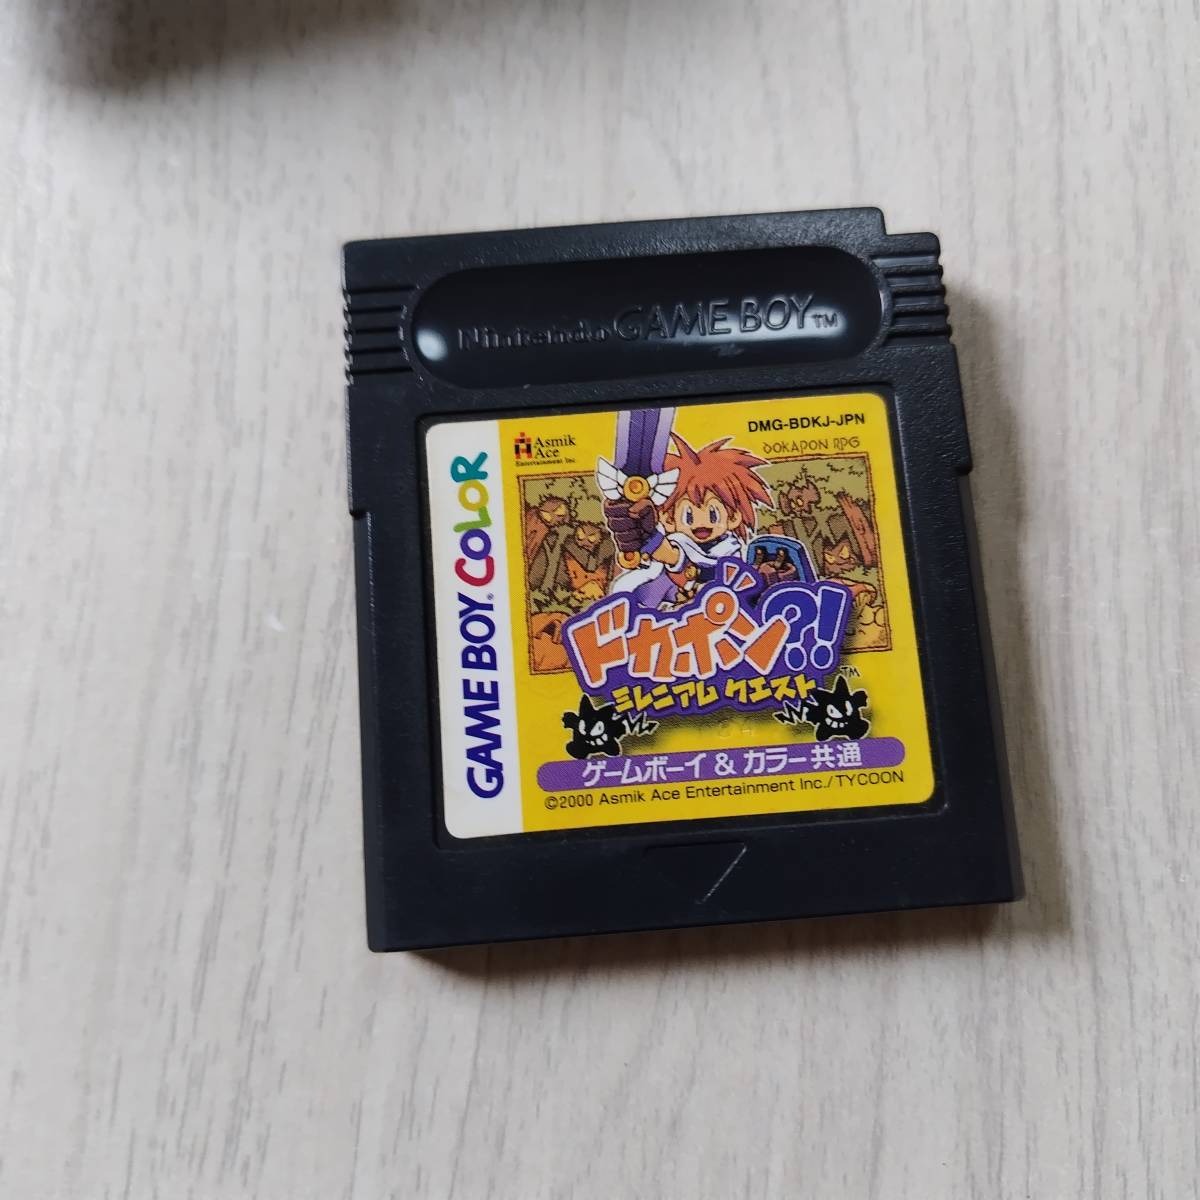 Nintendo GAME BOY™
GAME BOY COLOR
Asmik
Ace
Entertainment Inc.
DMG-BDKJ-JPN
DOKAPON RPG
ドカポン?!
ミレニアムクエスト
TM
ゲームボーイ & カラー共通
©2000 Asmik Ace Entertainment Inc./TYCOON